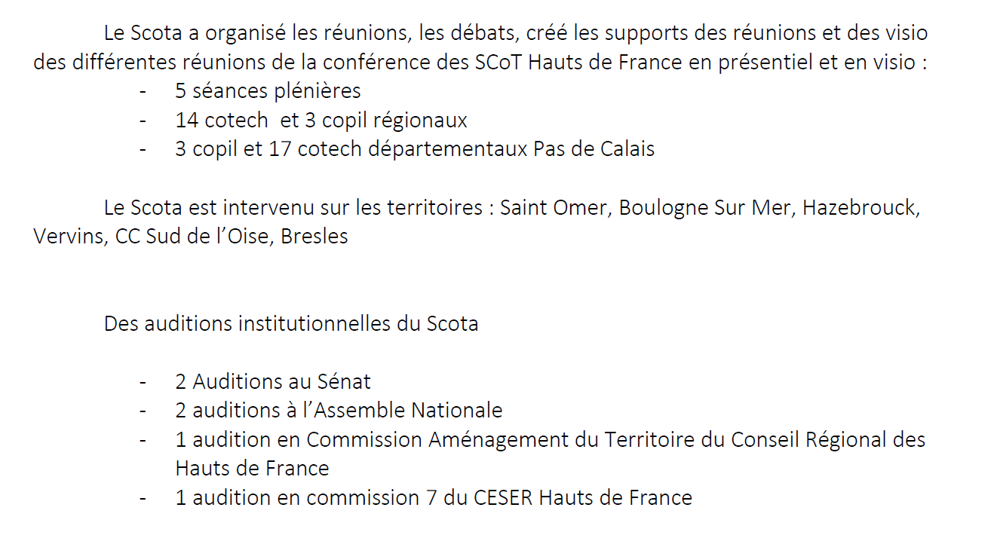 Le Scota a organisé les réunions, les débats, créé les supports des réunions et des visio
des différentes réunions de la conférence des SCoT Hauts de France en présentiel et en visio :
- 5 séances plénières
- 14 cotech  et 3 copil régionaux
- 3 copil et 17 cotech départementaux Pas de Calais
Le Scota est intervenu sur les territoires : Saint Omer, Boulogne Sur Mer, Hazebrouck,
Vervins, CC Sud de l’Oise, Bresles
Des auditions institutionnelles du Scota
- 2 Auditions au Sénat
- 2 auditions à l’Assemble Nationale
- 1 audition en Commission Aménagement du Territoire du Conseil Régional des
Hauts de France
- 1 audition en commission 7 du CESER Hauts de France